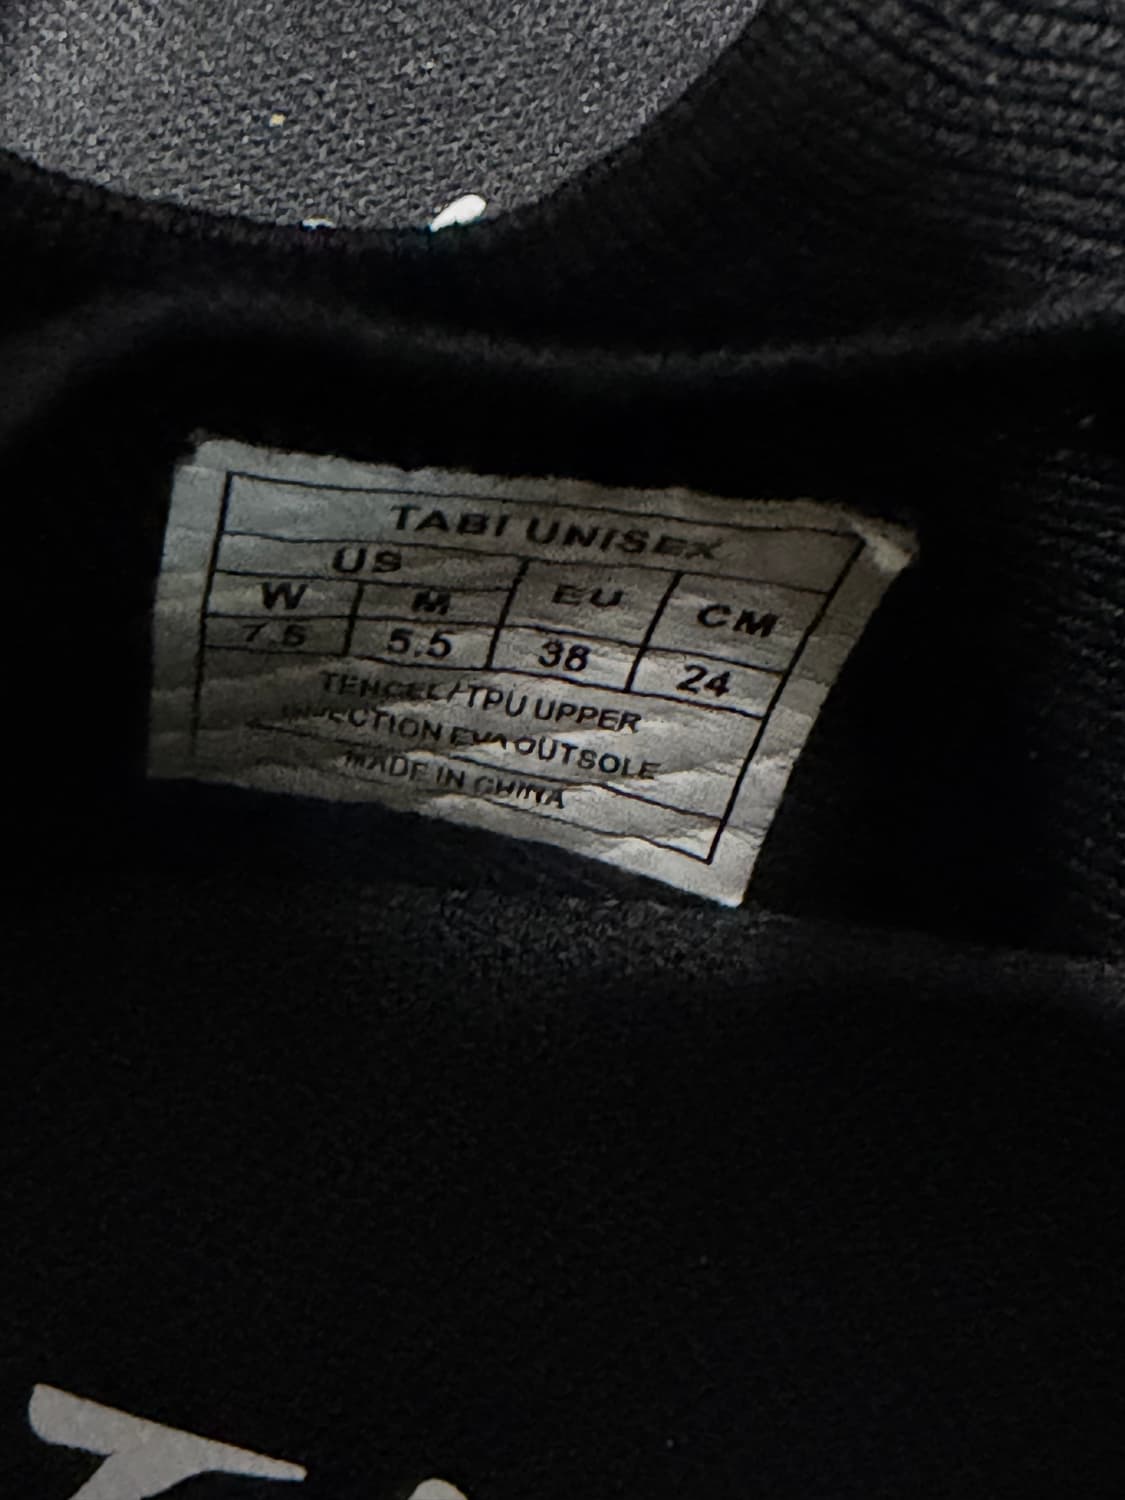 TABI UNISEX
US EU CM
W M
7.5 5.5 38 24
TENCEL/TPU UPPER
INJECTION EVA OUTSOLE
MADE IN CHINA